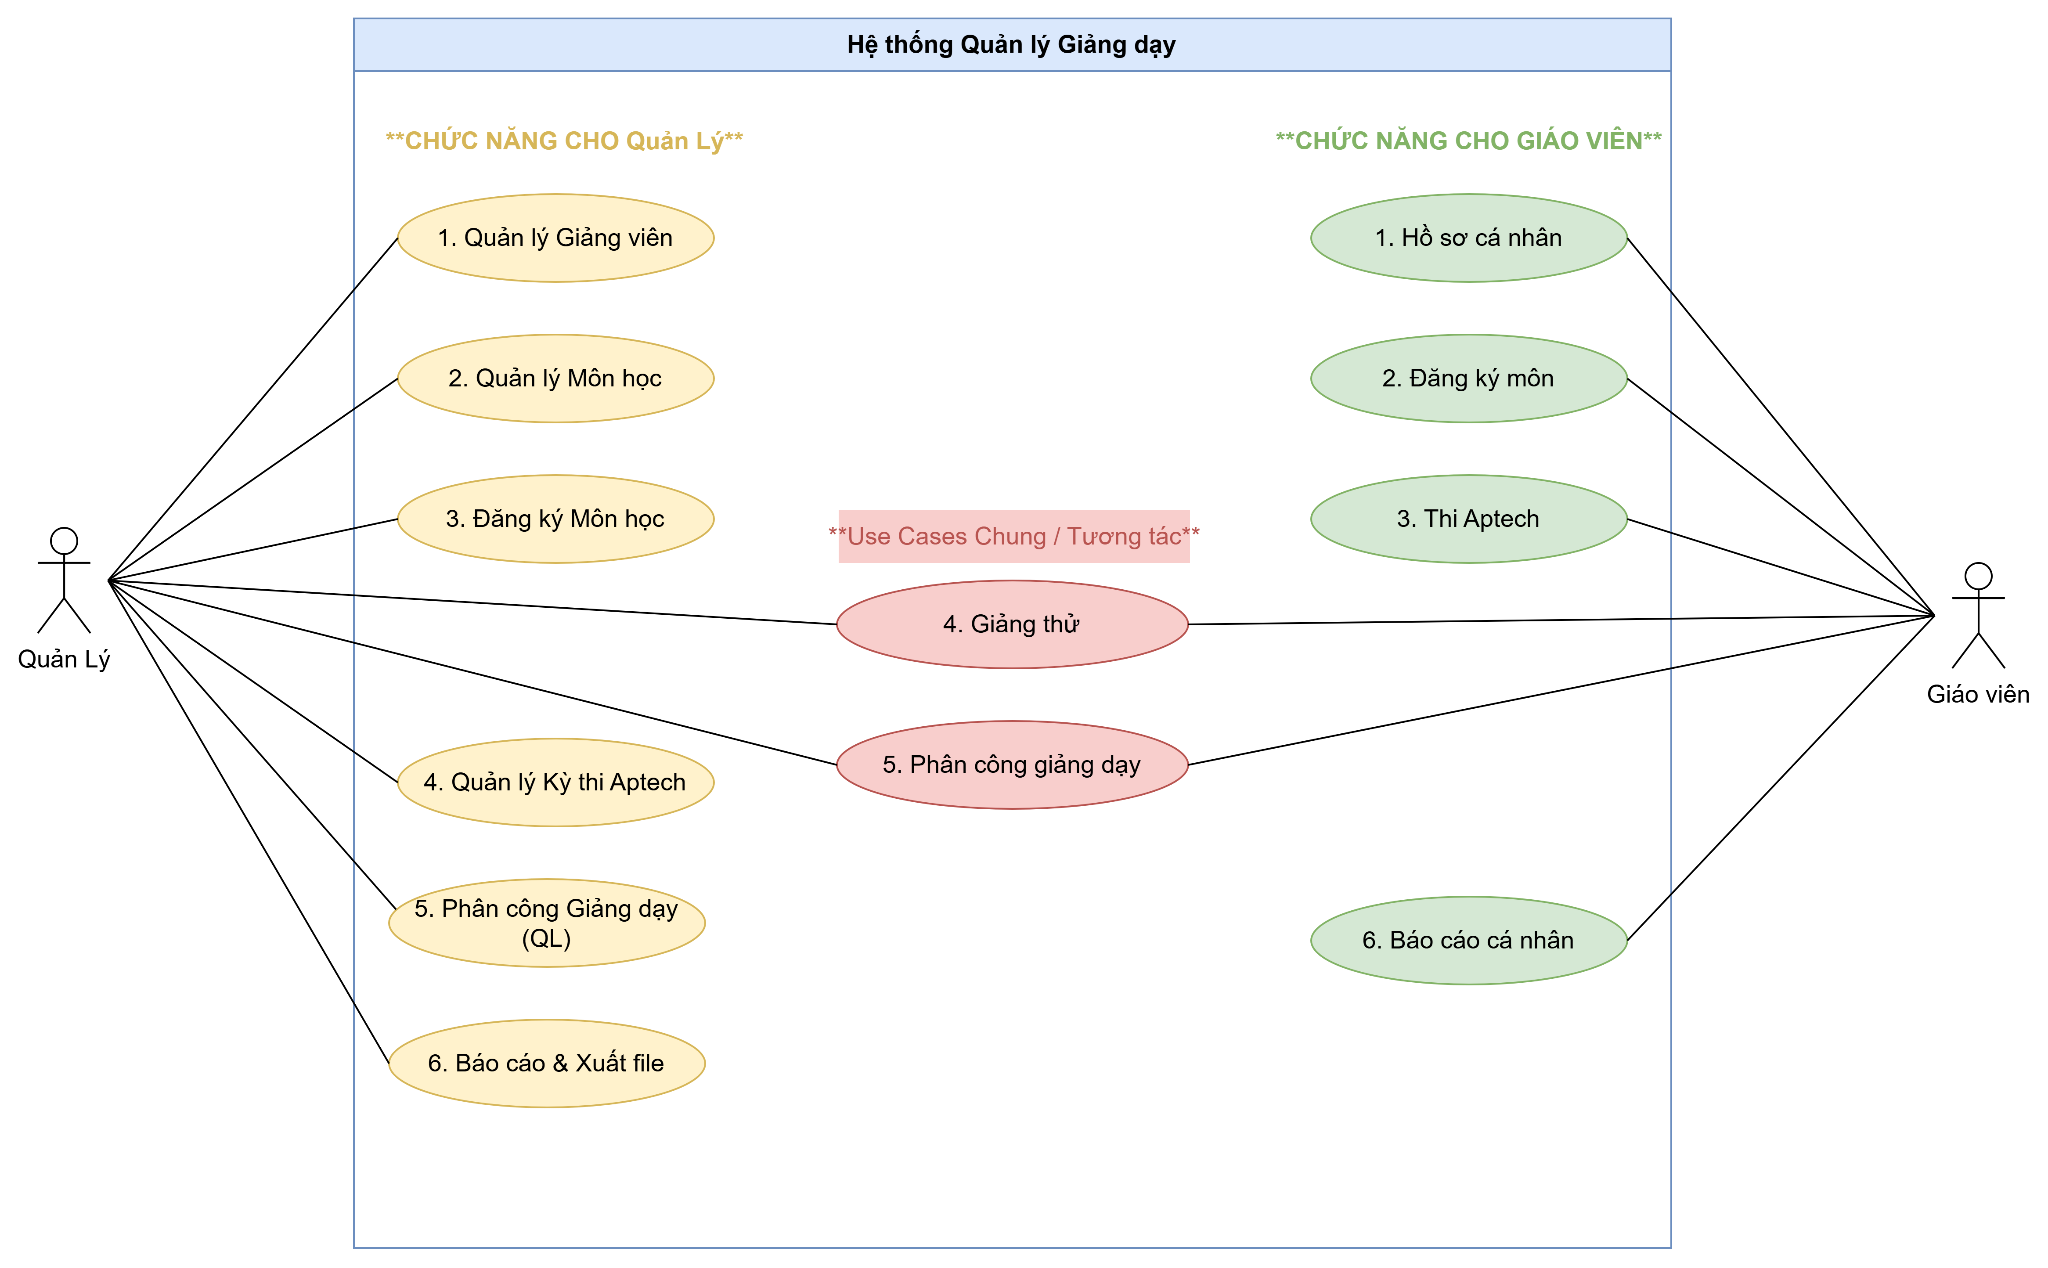 Hệ thống Quản lý Giảng dạy
**CHỨC NĂNG CHO Quản Lý**
1. Quản lý Giảng viên
2. Quản lý Môn học
3. Đăng ký Môn học
Quản Lý
4. Quản lý Kỳ thi Aptech
5. Phân công Giảng dạy
(QL)
6. Báo cáo & Xuất file
**Use Cases Chung / Tương tác**
4. Giảng thử
5. Phân công giảng dạy
**CHỨC NĂNG CHO GIÁO VIÊN**
1. Hồ sơ cá nhân
2. Đăng ký môn
3. Thi Aptech
Giáo viên
6. Báo cáo cá nhân